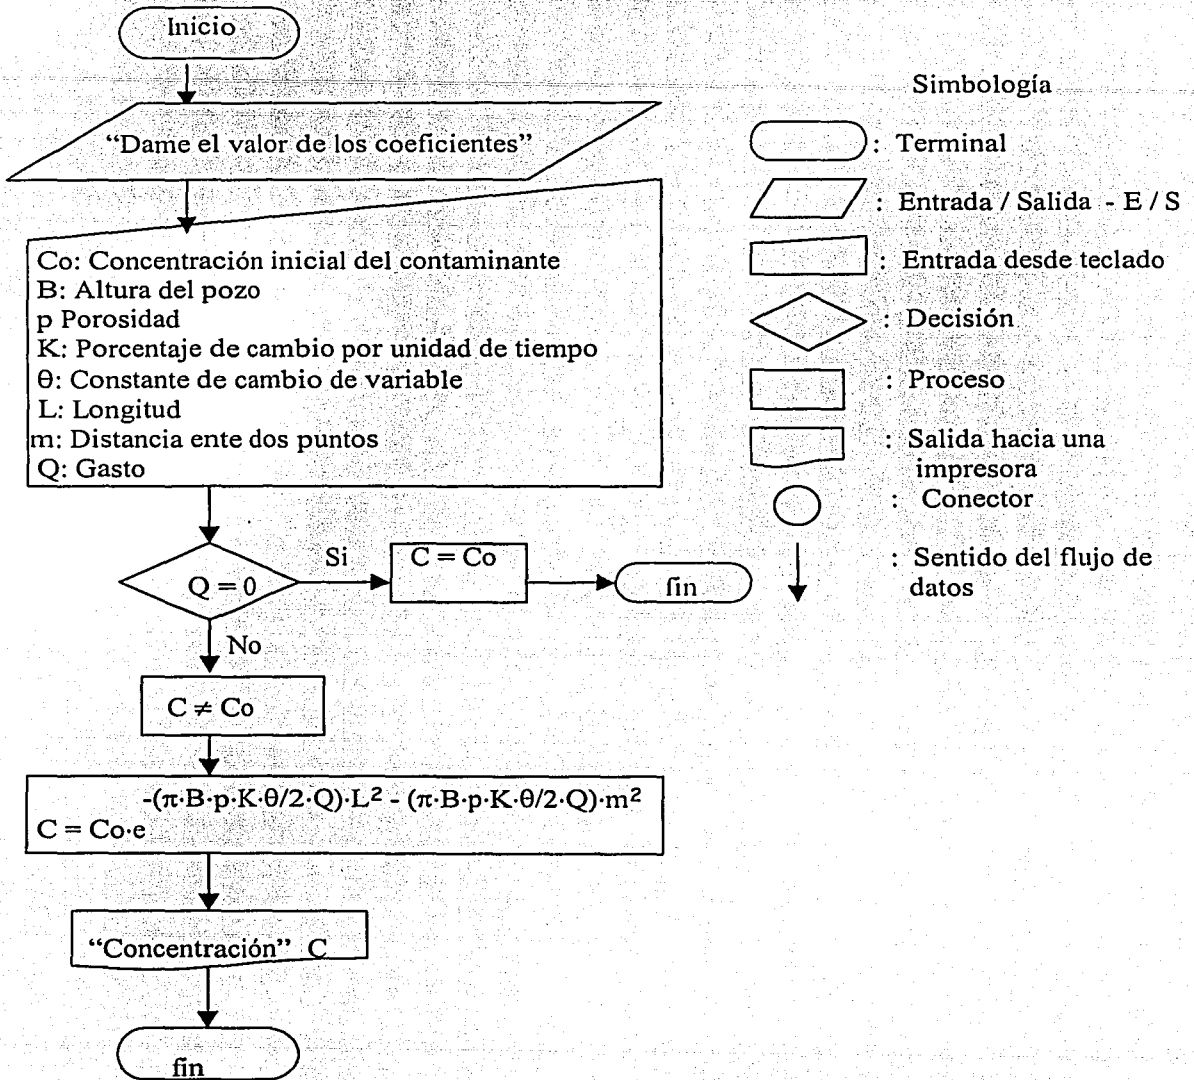 Inicio
“Dame el valor de los coeficientes”
Co: Concentración inicial del contaminante
B: Altura del pozo
p Porosidad
K: Porcentaje de cambio por unidad de tiempo
θ: Constante de cambio de variable
L: Longitud
m: Distancia ente dos puntos
Q: Gasto
Q = 0
Si
C = Co
fin
No
C ≠ Co
-(π·B·p·K·θ/2·Q)·L² - (π·B·p·K·θ/2·Q)·m²
C = Co·e
“Concentración” C
fin
Simbología
: Terminal
: Entrada / Salida - E / S
: Entrada desde teclado
: Decisión
: Proceso
: Salida hacia una
impresora
: Conector
: Sentido del flujo de
datos